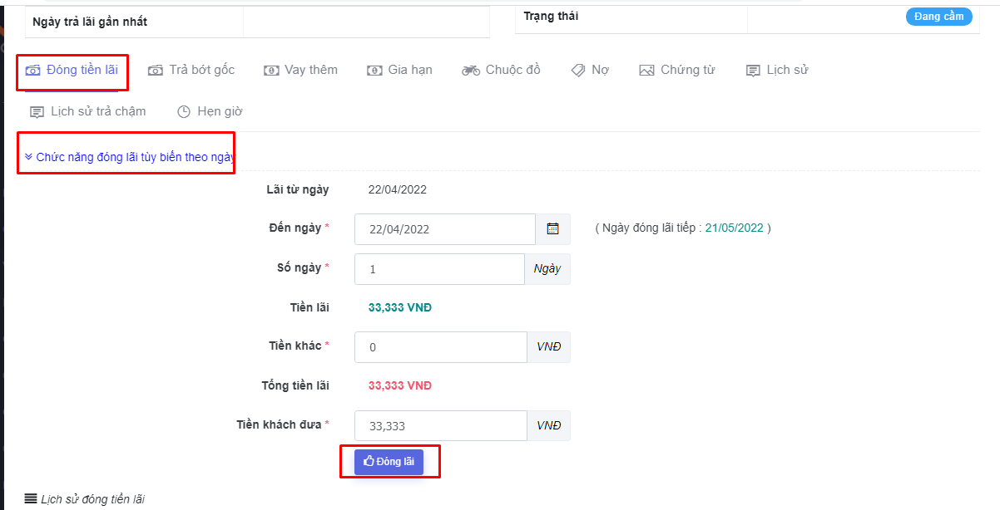 Ngày trả lãi gần nhất
Trạng thái
Đang cầm
Đóng tiền lãi
Trả bớt gốc
Vay thêm
Gia hạn
Chuộc đồ
Nợ
Chứng từ
Lịch sử
Lịch sử trả chậm
Hẹn giờ
Chức năng đóng lãi tùy biến theo ngày
Lãi từ ngày 22/04/2022
Đến ngày * 22/04/2022 ( Ngày đóng lãi tiếp : 21/05/2022 )
Số ngày * 1 Ngày
Tiền lãi 33,333 VNĐ
Tiền khác * 0 VNĐ
Tổng tiền lãi 33,333 VNĐ
Tiền khách đưa * 33,333 VNĐ
Đóng lãi
Lịch sử đóng tiền lãi